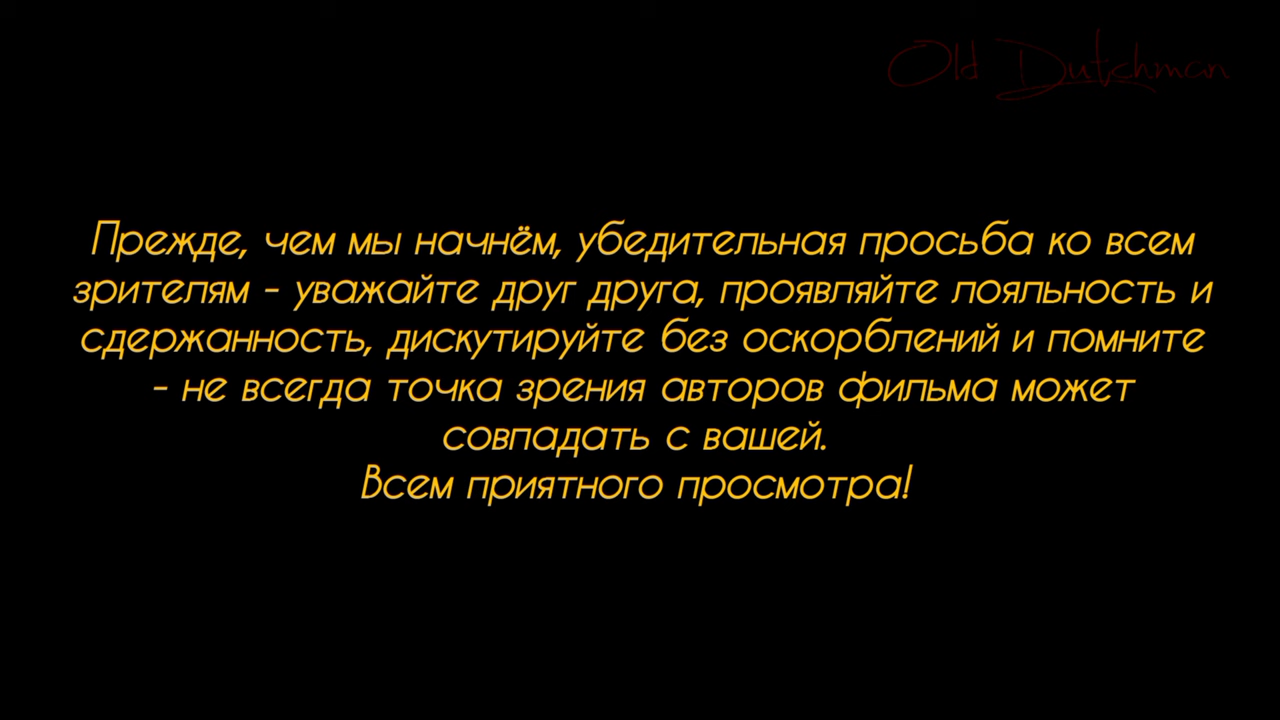 Old Dutchman
Прежде, чем мы начнём, убедительная просьба ко всем
зрителям - уважайте друг друга, проявляйте лояльность и
сдержанность, дискутируйте без оскорблений и помните
- не всегда точка зрения авторов фильма может
совпадать с вашей.
Всем приятного просмотра!